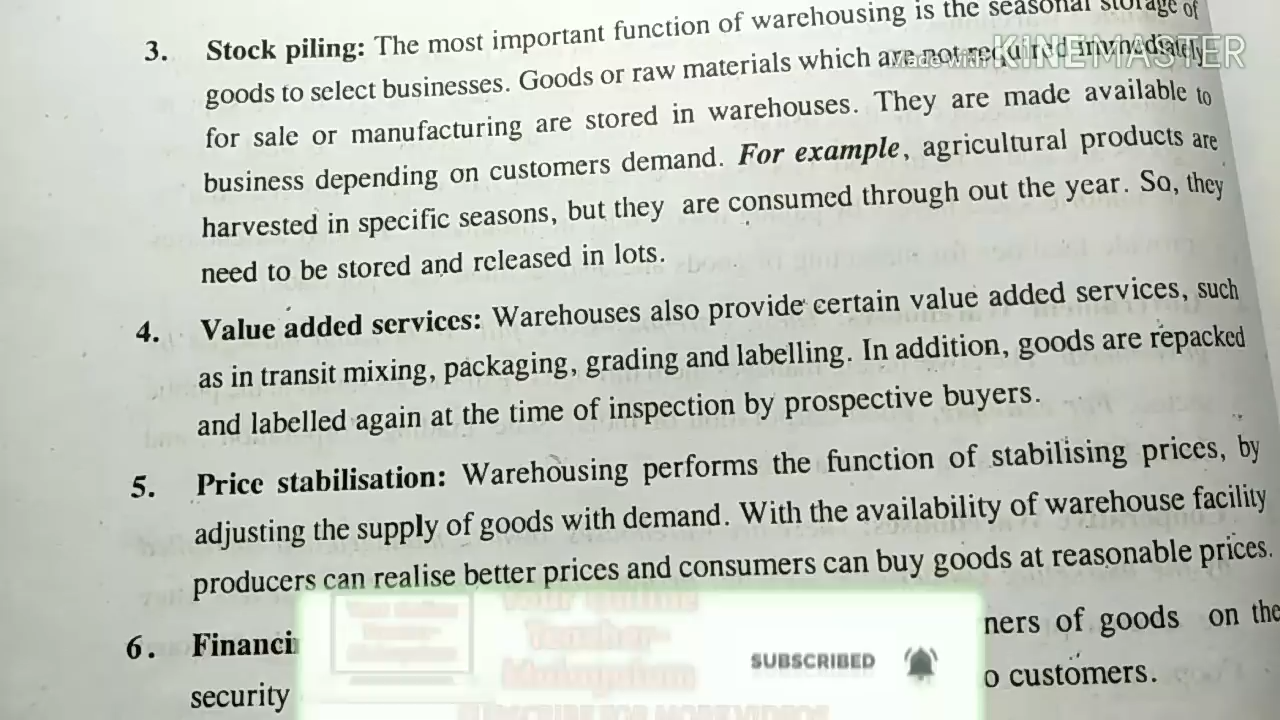 3. Stock piling: The most important function of warehousing is the seasonal storage of
goods to select businesses. Goods or raw materials which are not required immediately
for sale or manufacturing are stored in warehouses. They are made available to
business depending on customers demand. For example, agricultural products are
harvested in specific seasons, but they are consumed through out the year. So, they
need to be stored and released in lots.
4. Value added services: Warehouses also provide certain value added services, such
as in transit mixing, packaging, grading and labelling. In addition, goods are repacked
and labelled again at the time of inspection by prospective buyers.
5. Price stabilisation: Warehousing performs the function of stabilising prices, by
adjusting the supply of goods with demand. With the availability of warehouse facility
producers can realise better prices and consumers can buy goods at reasonable prices.
6. Financi ners of goods on the
security o customers.
KINEMASTER
SUBSCRIBED